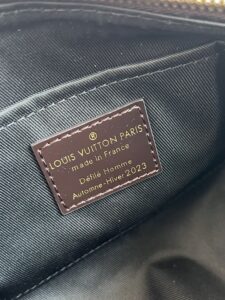 ®
LOUIS VUITTON PARIS
made in France
Défilé Homme
Automne-Hiver 2023